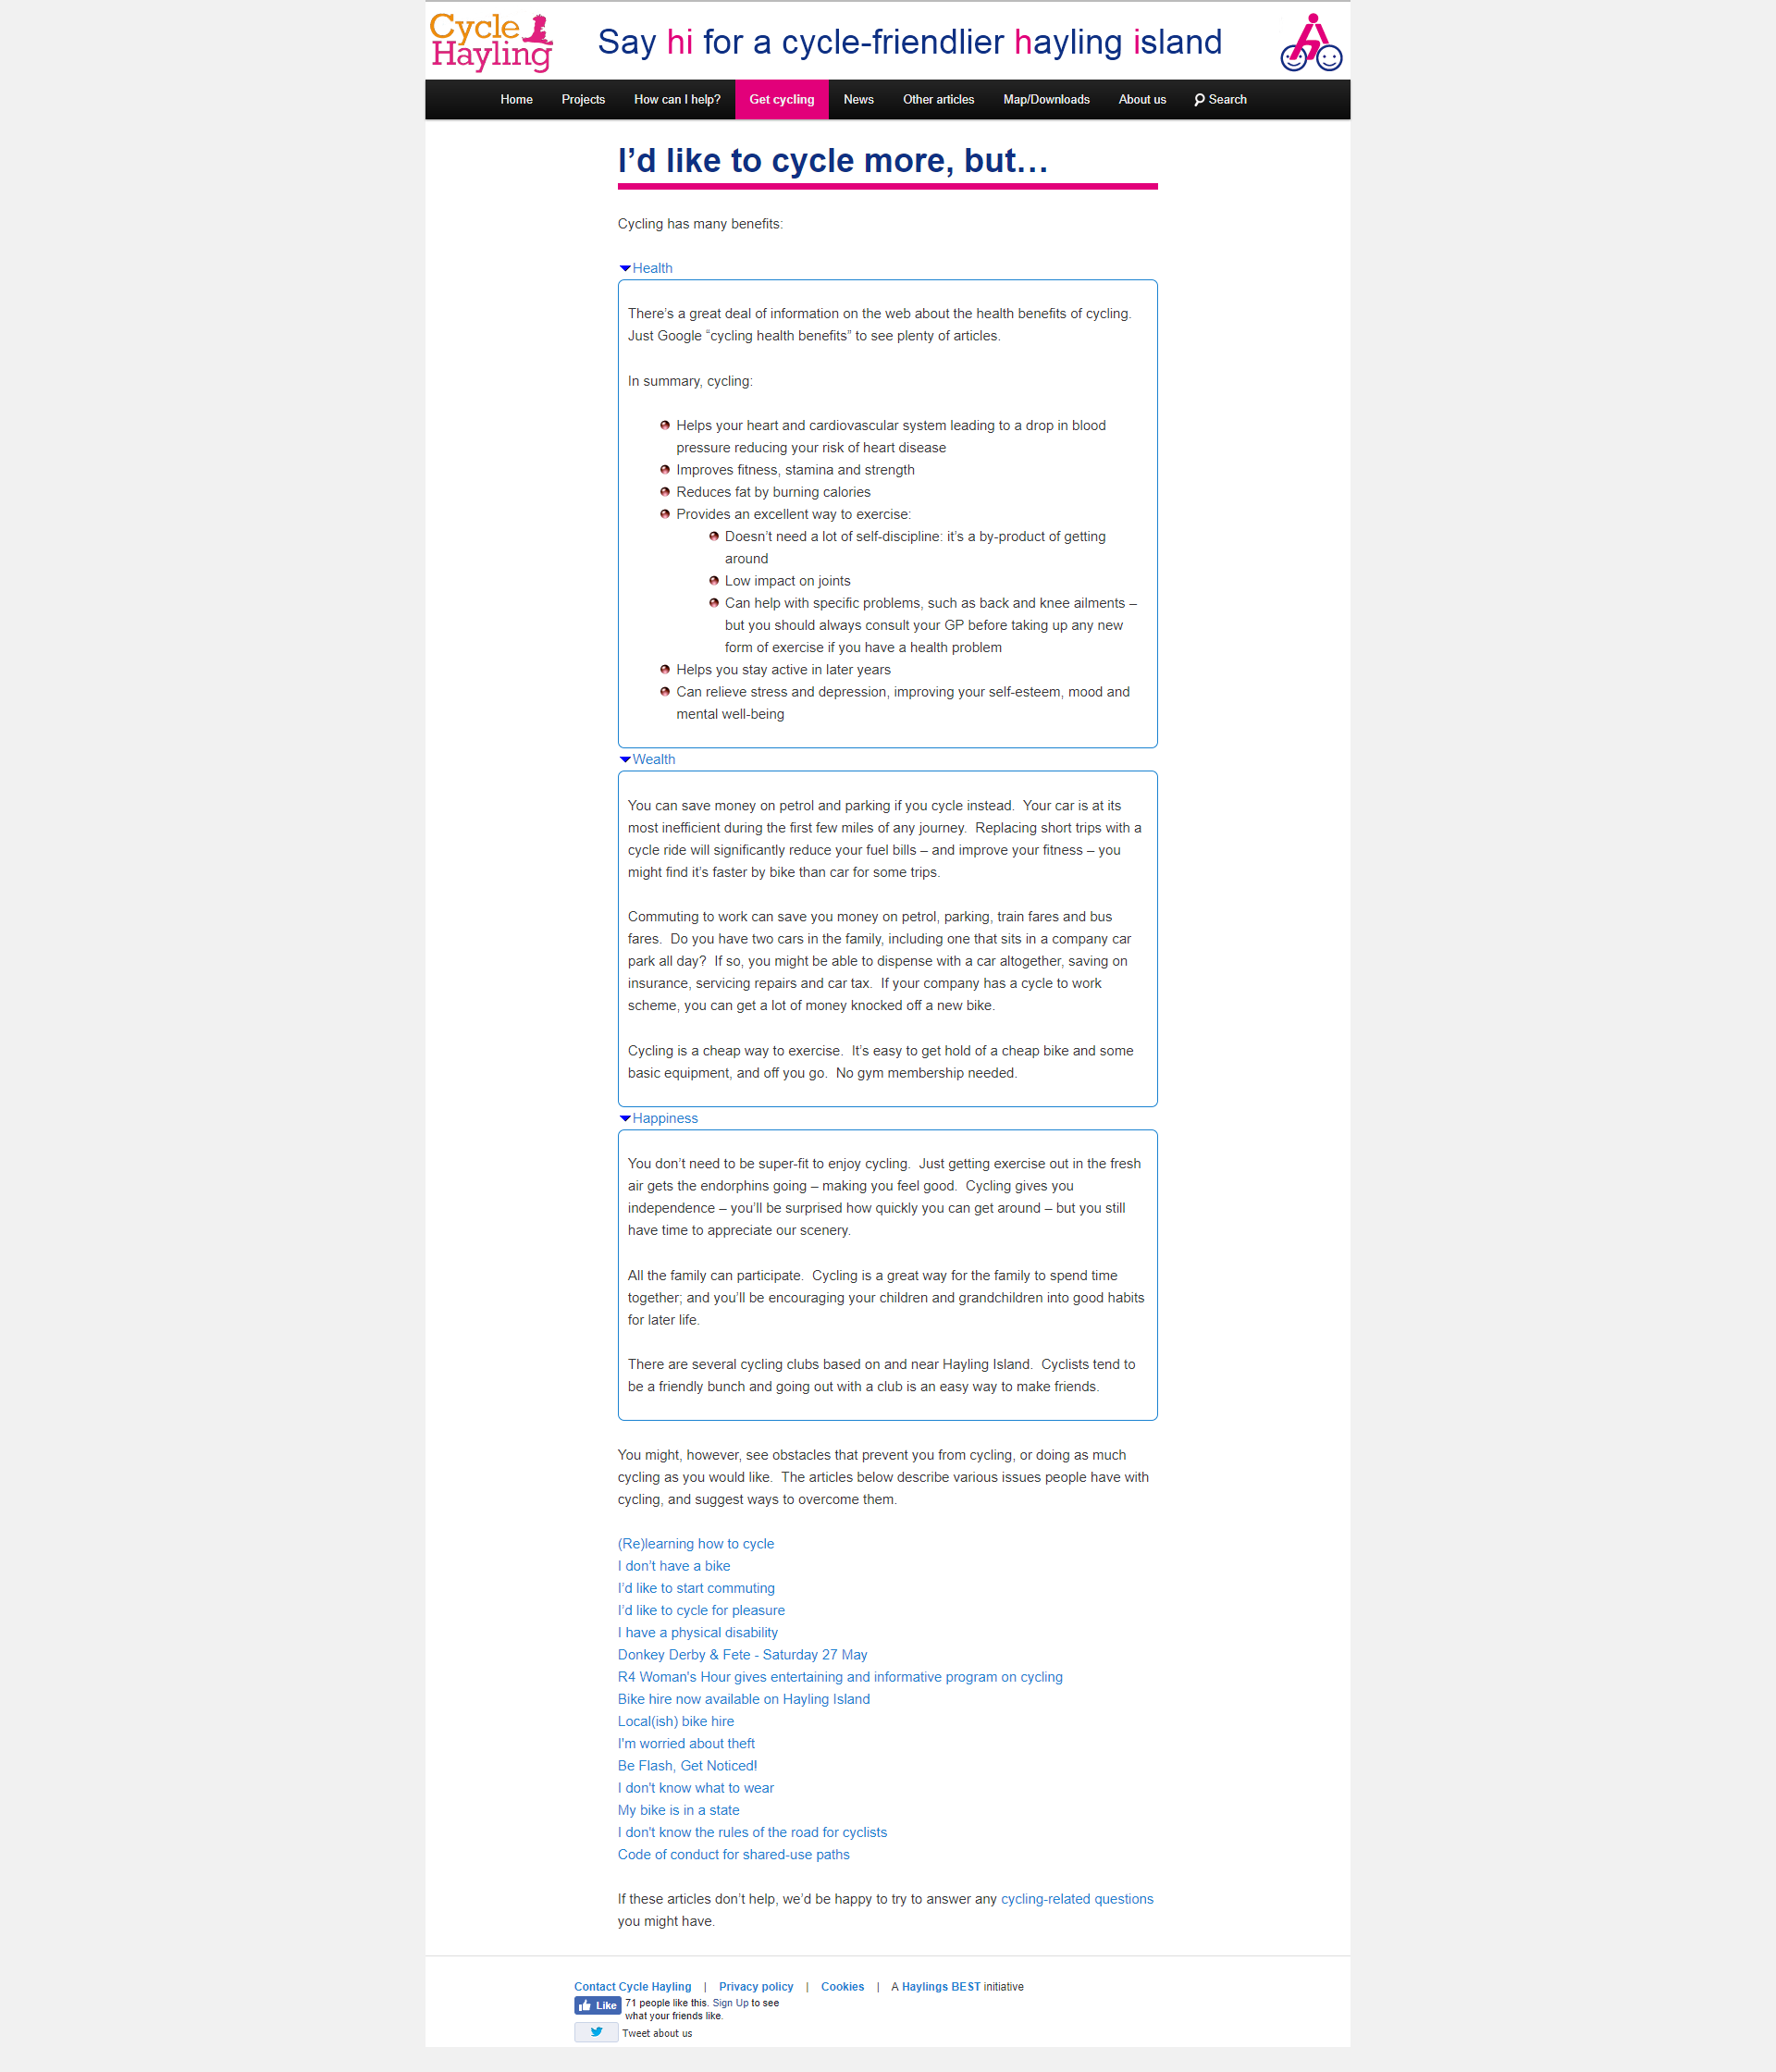 Cycle
Hayling
Say hi for a cycle-friendlier hayling island
Home Projects How can I help? Get cycling News Other articles Map/Downloads About us Search
I’d like to cycle more, but…
Cycling has many benefits:
Health
There’s a great deal of information on the web about the health benefits of cycling.
Just Google “cycling health benefits” to see plenty of articles.
In summary, cycling:
Helps your heart and cardiovascular system leading to a drop in blood
pressure reducing your risk of heart disease
Improves fitness, stamina and strength
Reduces fat by burning calories
Provides an excellent way to exercise:
Doesn’t need a lot of self-discipline: it’s a by-product of getting
around
Low impact on joints
Can help with specific problems, such as back and knee ailments –
but you should always consult your GP before taking up any new
form of exercise if you have a health problem
Helps you stay active in later years
Can relieve stress and depression, improving your self-esteem, mood and
mental well-being
Wealth
You can save money on petrol and parking if you cycle instead.  Your car is at its
most inefficient during the first few miles of any journey.  Replacing short trips with a
cycle ride will significantly reduce your fuel bills – and improve your fitness – you
might find it’s faster by bike than car for some trips.
Commuting to work can save you money on petrol, parking, train fares and bus
fares.  Do you have two cars in the family, including one that sits in a company car
park all day?  If so, you might be able to dispense with a car altogether, saving on
insurance, servicing repairs and car tax.  If your company has a cycle to work
scheme, you can get a lot of money knocked off a new bike.
Cycling is a cheap way to exercise.  It’s easy to get hold of a cheap bike and some
basic equipment, and off you go.  No gym membership needed.
Happiness
You don’t need to be super-fit to enjoy cycling.  Just getting exercise out in the fresh
air gets the endorphins going – making you feel good.  Cycling gives you
independence – you’ll be surprised how quickly you can get around – but you still
have time to appreciate our scenery.
All the family can participate.  Cycling is a great way for the family to spend time
together; and you’ll be encouraging your children and grandchildren into good habits
for later life.
There are several cycling clubs based on and near Hayling Island.  Cyclists tend to
be a friendly bunch and going out with a club is an easy way to make friends.
You might, however, see obstacles that prevent you from cycling, or doing as much
cycling as you would like.  The articles below describe various issues people have with
cycling, and suggest ways to overcome them.
(Re)learning how to cycle
I don’t have a bike
I’d like to start commuting
I’d like to cycle for pleasure
I have a physical disability
Donkey Derby & Fete - Saturday 27 May
R4 Woman's Hour gives entertaining and informative program on cycling
Bike hire now available on Hayling Island
Local(ish) bike hire
I'm worried about theft
Be Flash, Get Noticed!
I don't know what to wear
My bike is in a state
I don't know the rules of the road for cyclists
Code of conduct for shared-use paths
If these articles don’t help, we’d be happy to try to answer any cycling-related questions
you might have.
Contact Cycle Hayling | Privacy policy | Cookies | A Haylings BEST initiative
Like 71 people like this. Sign Up to see
what your friends like.
Tweet about us